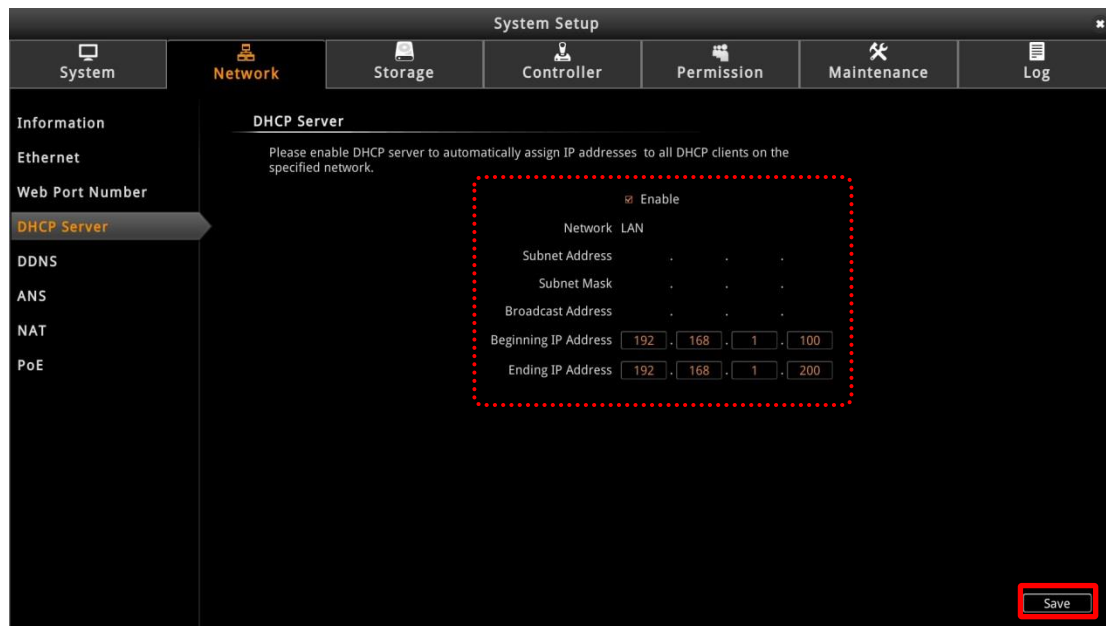 System Setup
System Network Storage Controller Permission Maintenance Log
Information
Ethernet
Web Port Number
DHCP Server
DDNS
ANS
NAT
PoE
DHCP Server
Please enable DHCP server to automatically assign IP addresses to all DHCP clients on the
specified network.
Enable
Network LAN
Subnet Address . . .
Subnet Mask . . .
Broadcast Address . . .
Beginning IP Address 192 . 168 . 1 . 100
Ending IP Address 192 . 168 . 1 . 200
Save